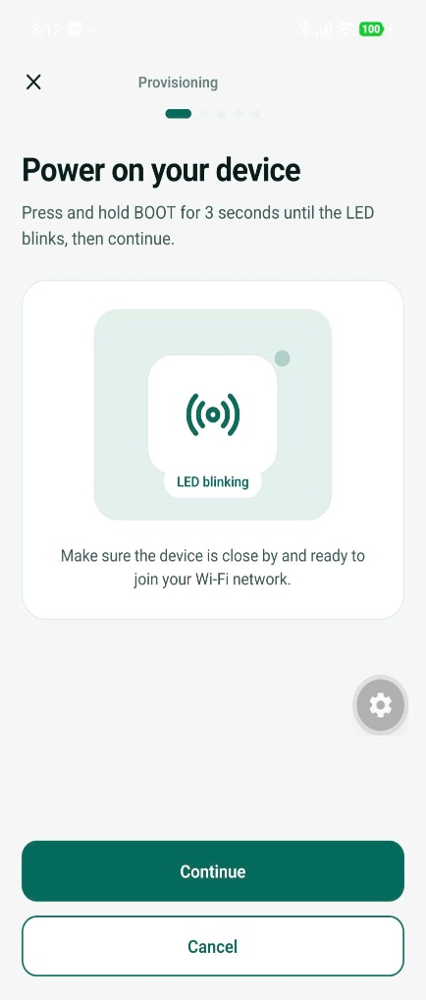 8:17
100
Provisioning
Power on your device
Press and hold BOOT for 3 seconds until the LED
blinks, then continue.
LED blinking
Make sure the device is close by and ready to
join your Wi-Fi network.
Continue
Cancel